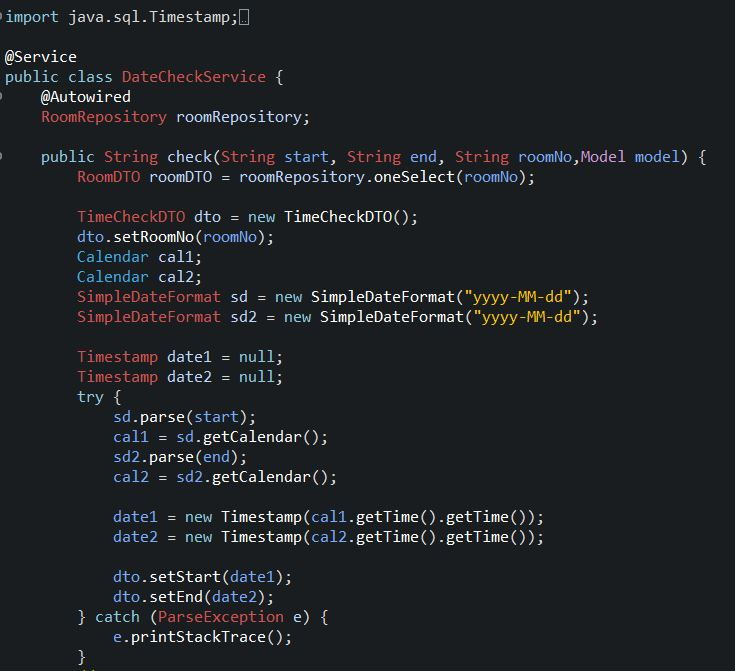 import java.sql.Timestamp;
@Service
public class DateCheckService {
@Autowired
RoomRepository roomRepository;
public String check(String start, String end, String roomNo,Model model) {
RoomDTO roomDTO = roomRepository.oneSelect(roomNo);
TimeCheckDTO dto = new TimeCheckDTO();
dto.setRoomNo(roomNo);
Calendar cal1;
Calendar cal2;
SimpleDateFormat sd = new SimpleDateFormat("yyyy-MM-dd");
SimpleDateFormat sd2 = new SimpleDateFormat("yyyy-MM-dd");
Timestamp date1 = null;
Timestamp date2 = null;
try {
sd.parse(start);
cal1 = sd.getCalendar();
sd2.parse(end);
cal2 = sd2.getCalendar();
date1 = new Timestamp(cal1.getTime().getTime());
date2 = new Timestamp(cal2.getTime().getTime());
dto.setStart(date1);
dto.setEnd(date2);
} catch (ParseException e) {
e.printStackTrace();
}